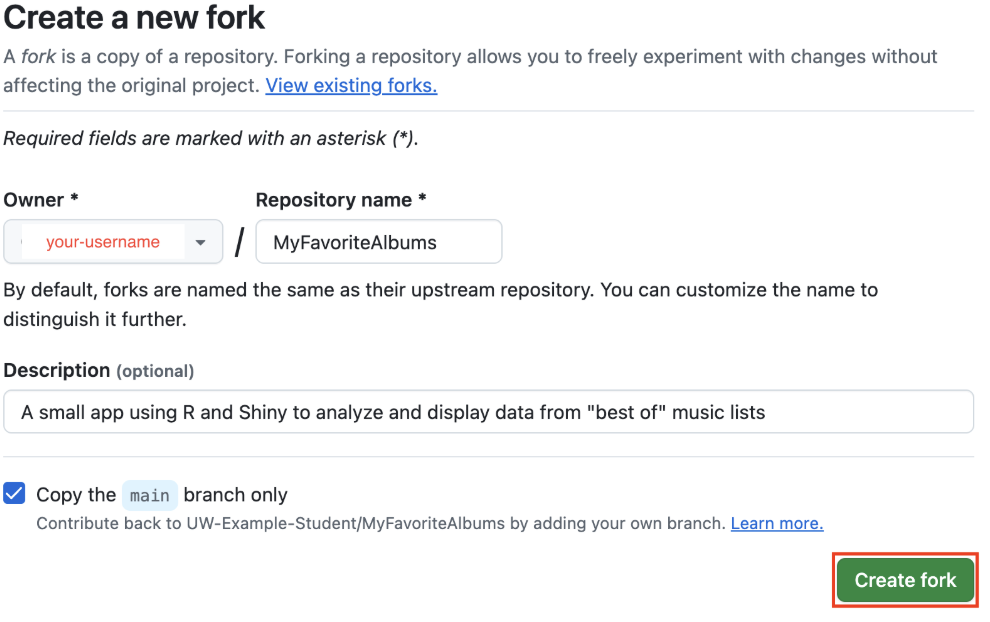 Create a new fork
A fork is a copy of a repository. Forking a repository allows you to freely experiment with changes without
affecting the original project. View existing forks.
Required fields are marked with an asterisk (*).
Owner *
Repository name *
your-username
/
MyFavoriteAlbums
By default, forks are named the same as their upstream repository. You can customize the name to
distinguish it further.
Description (optional)
A small app using R and Shiny to analyze and display data from "best of" music lists
Copy the main branch only
Contribute back to UW-Example-Student/MyFavoriteAlbums by adding your own branch. Learn more.
Create fork